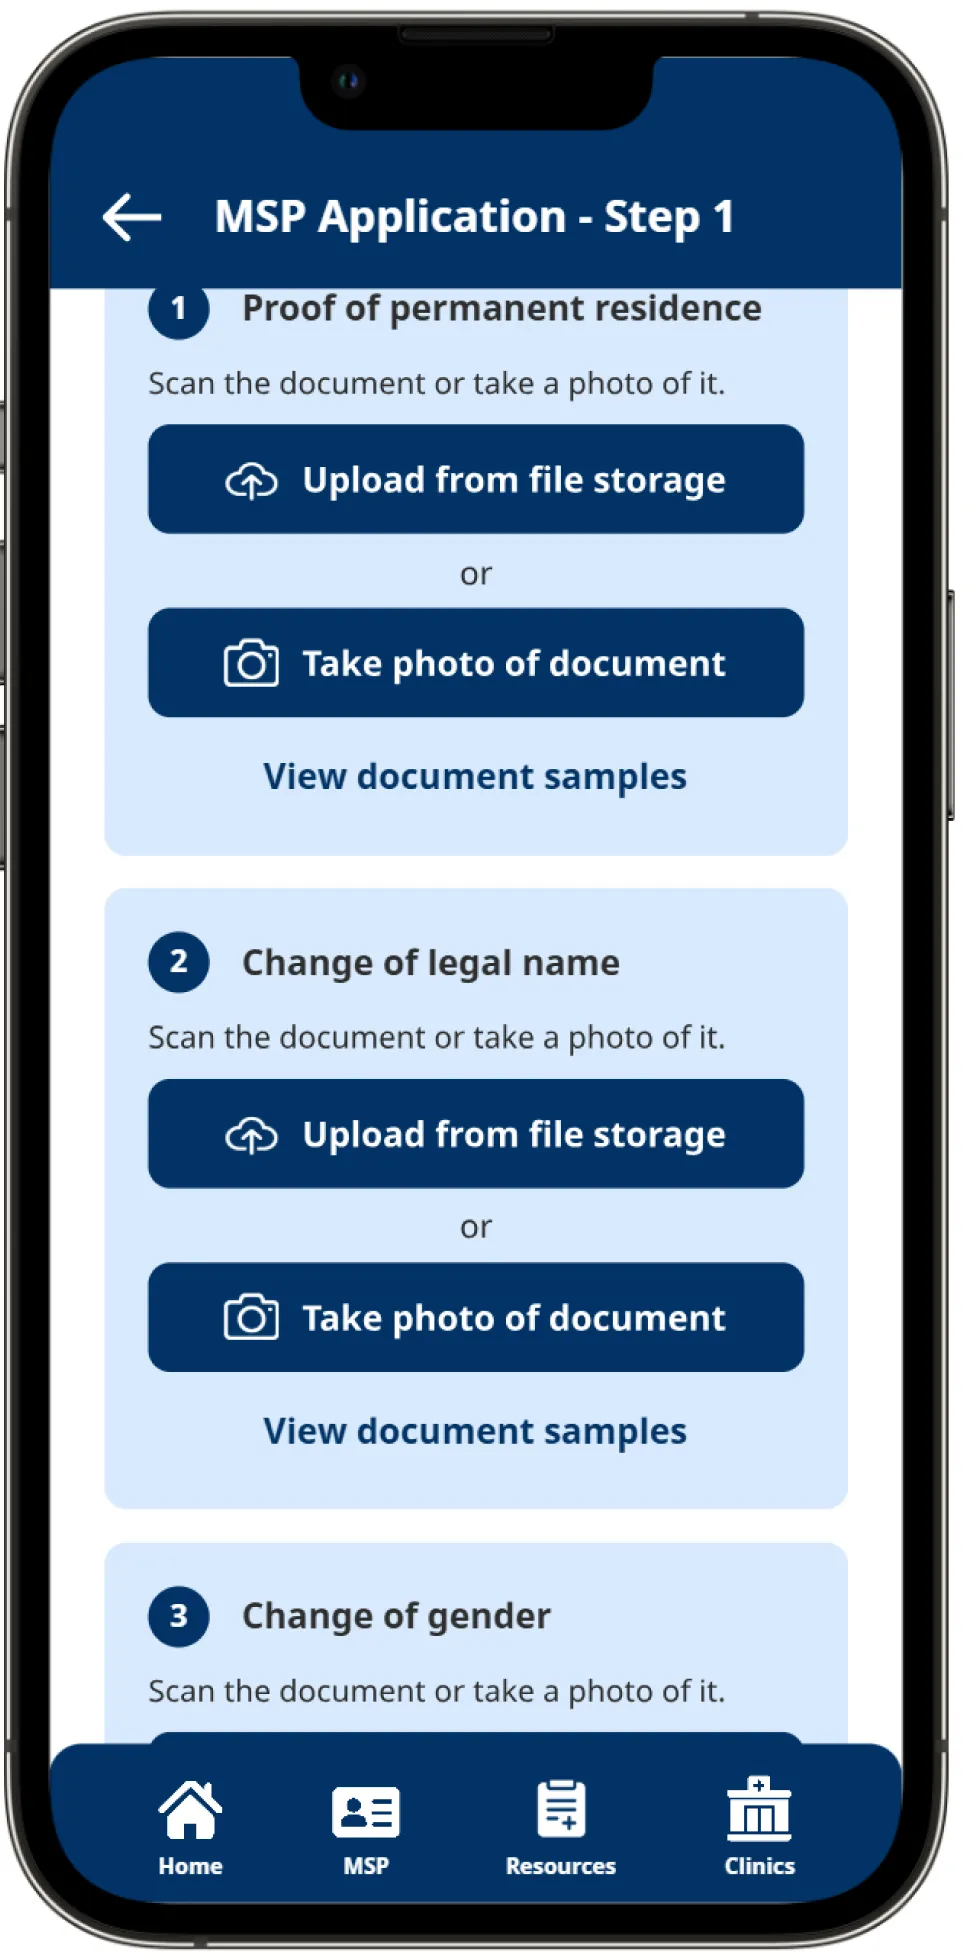 MSP Application - Step 1
1 Proof of permanent residence
Scan the document or take a photo of it.
Upload from file storage
or
Take photo of document
View document samples
2 Change of legal name
Scan the document or take a photo of it.
Upload from file storage
or
Take photo of document
View document samples
3 Change of gender
Scan the document or take a photo of it.
Home MSP Resources Clinics